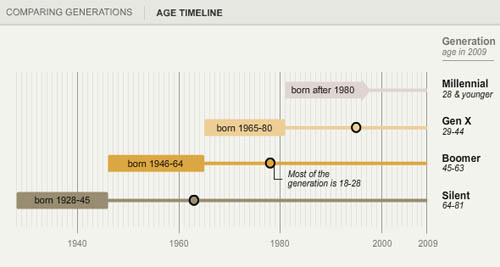 COMPARING GENERATIONS AGE TIMELINE
Generation
age in 2009
born after 1980
Millennial
28 & younger
born 1965-80
Gen X
29-44
born 1946-64
Boomer
45-63
Most of the
generation is 18-28
born 1928-45
Silent
64-81
1940 1960 1980 2000 2009